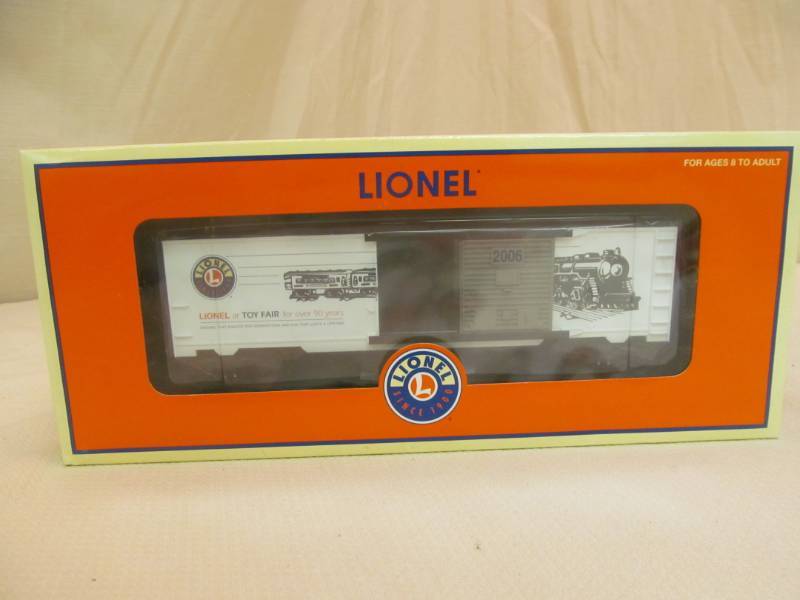 FOR AGES 8 TO ADULT
LIONEL
LIONEL
L
2006
LIONEL at TOY FAIR for over 90 years
LIONEL
L
SINCE 1900